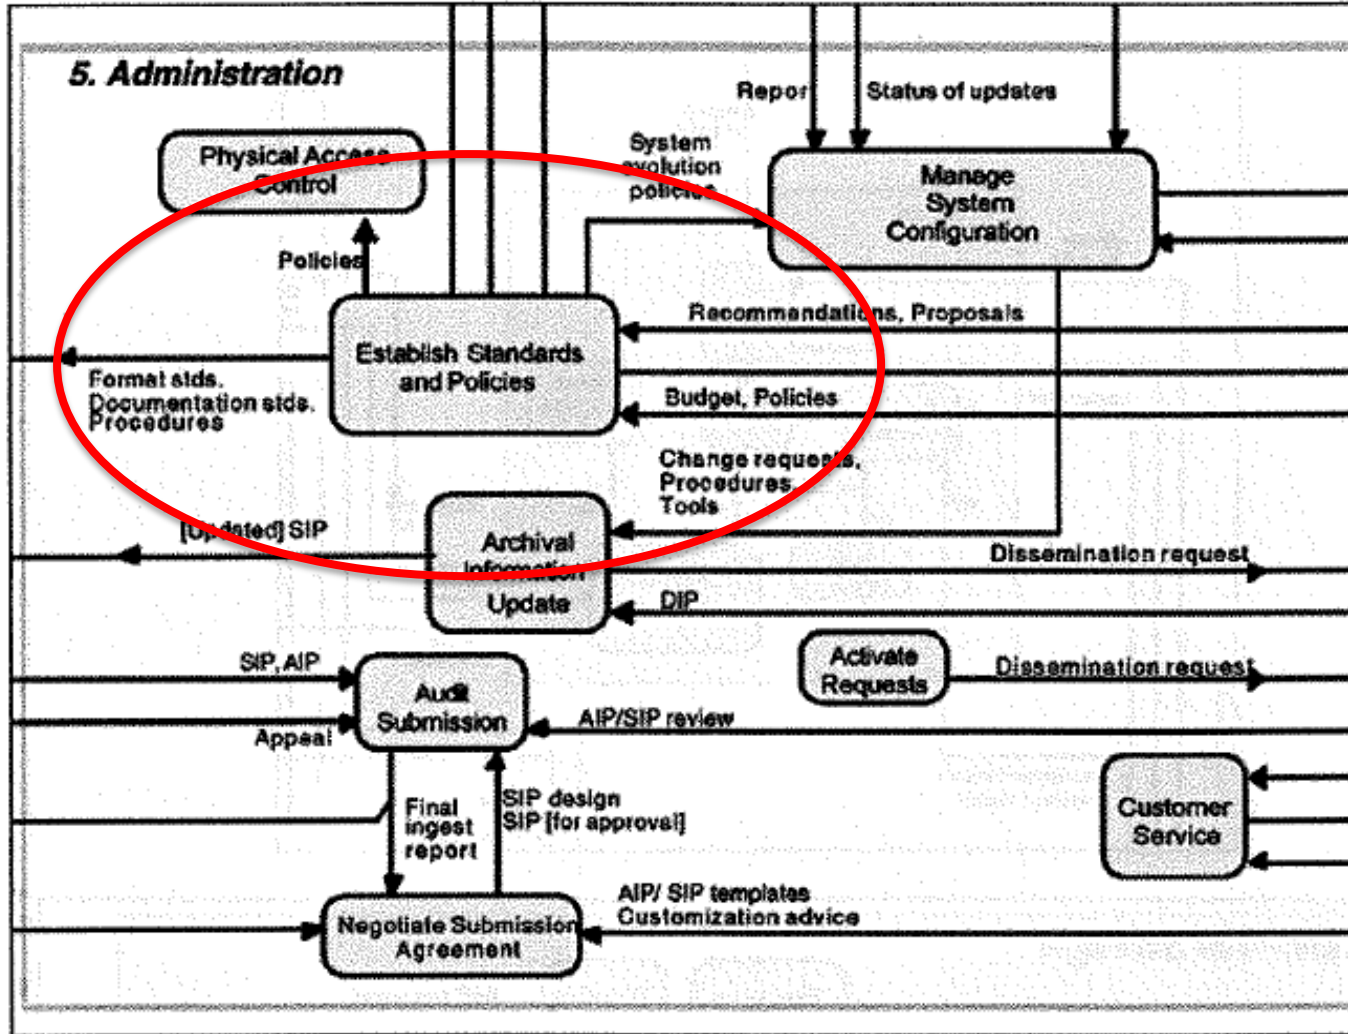 5. Administration
Repor
Status of updates
Physical Access
Control
System
evolution
policies
Manage
System
Configuration
Policies
Recommendations, Proposals
Establish Standards
and Policies
Format stds.
Documentation stds.
Procedures
Budget, Policies
Change requests,
Procedures,
Tools
[Updated] SIP
Archival
Information
Update
Dissemination request
DIP
SIP, AIP
Activate
Requests
Dissemination request
Audit
Submission
Appeal
AIP/SIP review
Final
ingest
report
SIP design
SIP [for approval]
Customer
Service
AIP/ SIP templates
Customization advice
Negotiate Submission
Agreement